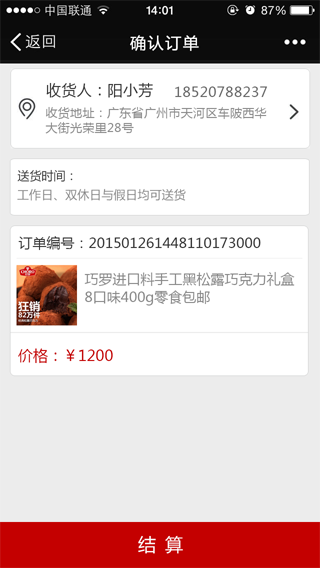 中国联通 14:01 87%
返回 确认订单
收货人：阳小芳 18520788237
收货地址：广东省广州市天河区车陂西华
大街光荣里28号
送货时间：
工作日、双休日与假日均可送货
订单编号：201501261448110173000
巧罗进口料手工黑松露巧克力礼盒
8口味400g零食包邮
狂销
82万件
价格：￥1200
结 算